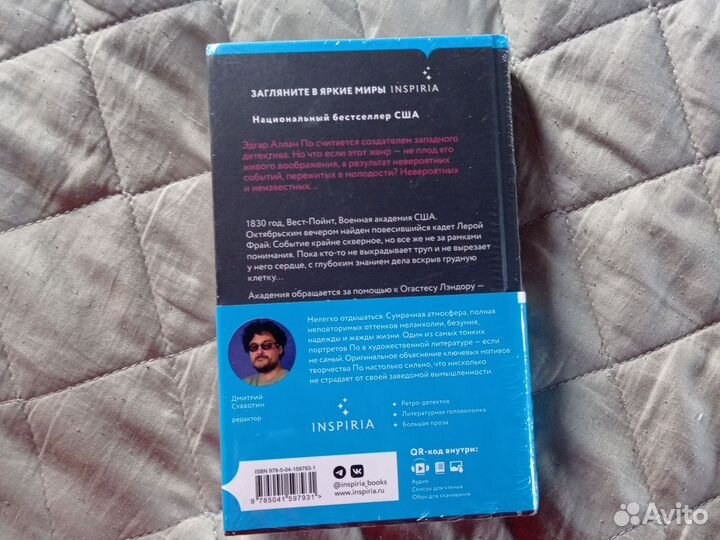 ЗАГЛЯНИТЕ В ЯРКИЕ МИРЫ INSPIRIA
Национальный бестселлер США
Эдгар Аллан По считается создателем западного
детектива. Но что если этот жанр — не плод его
живого воображения, а результат невероятных
событий, пережитых в молодости? Невероятных
и неизвестных...
1830 год, Вест-Пойнт, Военная академия США.
Октябрьским вечером найден повесившийся кадет Лерой
Фрай. Событие крайне скверное, но все же не за рамками
понимания. Пока кто-то не выкрадывает труп и не вырезает
у него сердце, с глубоким знанием дела вскрыв грудную
клетку...
Академия обращается за помощью к Огастесу Лэндору —
Нелегко отдышаться. Сумрачная атмосфера, полная
неповторимых оттенков меланхолии, безумия,
надежды и жажды жизни. Один из самых тонких
портретов По в художественной литературе — если
не самый. Оригинальное объяснение ключевых мотивов
творчества По настолько сильно, что нисколько
не страдает от своей заведомой вымышленности.
Дмитрий
Субботин
редактор
INSPIRIA
Ретро-детектив
Литературная головоломка
Большая проза
ISBN 978-5-04-159793-1
9 785041 597931 >
@inspiria_books
www.inspiria.ru
QR-код внутри:
Аудио
Список для чтения
Обои для скачивания
Avito